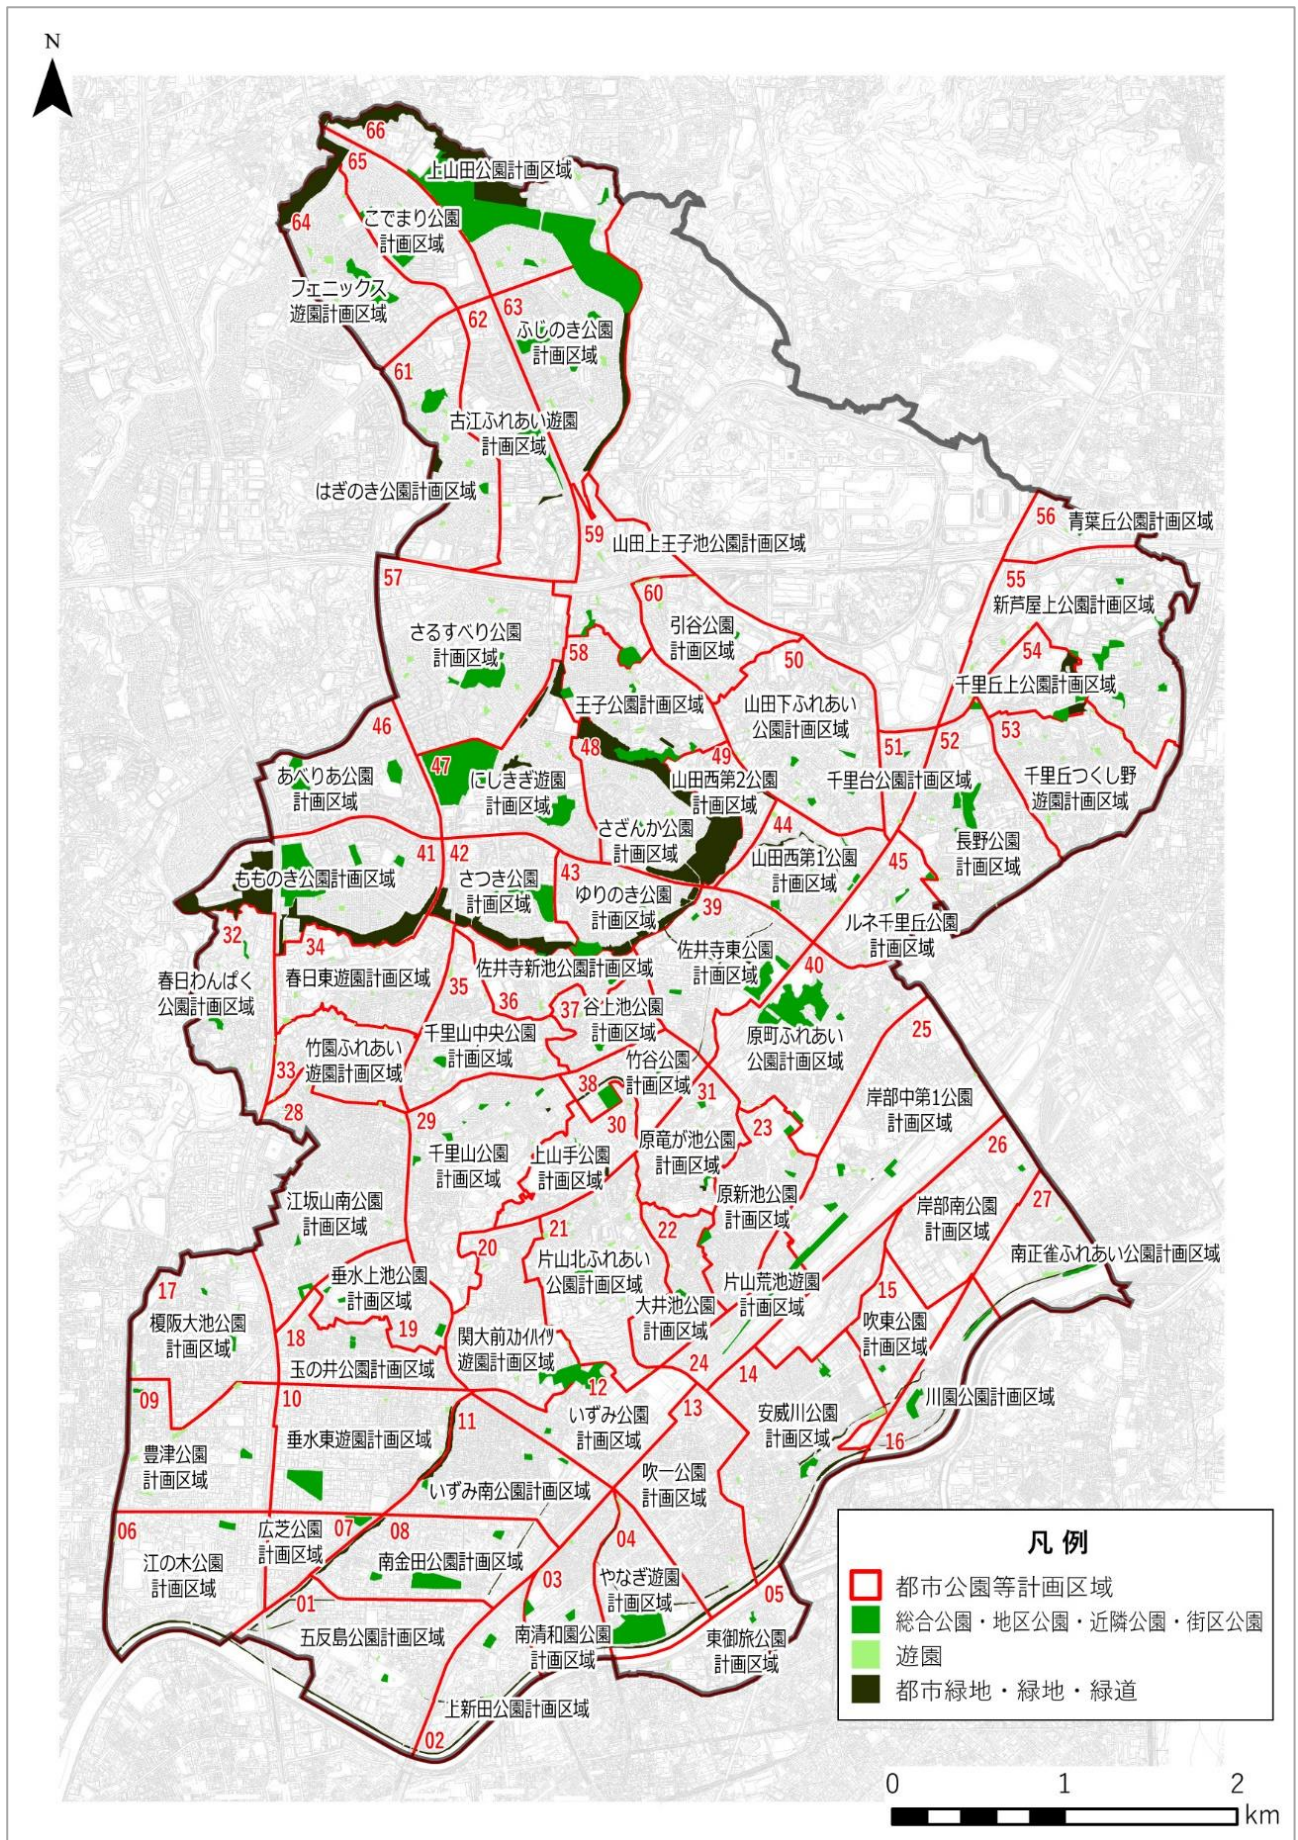 N
66
上山田公園計画区域
65
64
こでまり公園
計画区域
フェニックス
遊園計画区域
63
62
ふじのき公園
計画区域
61
古江ふれあい遊園
計画区域
はぎのき公園計画区域
59
山田上王子池公園計画区域
56
青葉丘公園計画区域
57
55
新芦屋上公園計画区域
60
引谷公園
計画区域
さるすべり公園
計画区域
58
54
千里丘上公園計画区域
50
王子公園計画区域
山田下ふれあい
公園計画区域
46
47
48
49
51
52
53
あべりあ公園
計画区域
にしきぎ遊園
計画区域
山田西第2公園
計画区域
千里台公園計画区域
千里丘つくし野
遊園計画区域
さざんか公園
計画区域
44
長野公園
計画区域
41
42
43
45
山田西第1公園
計画区域
もものき公園計画区域
さつき公園
計画区域
ゆりのき公園
計画区域
39
ルネ千里丘公園
計画区域
32
34
春日わんぱく
公園計画区域
春日東遊園計画区域
35
佐井寺新池公園計画区域
佐井寺東公園
計画区域
40
36
37
谷上池公園
計画区域
千里山中央公園
計画区域
原町ふれあい
公園計画区域
25
33
竹園ふれあい
遊園計画区域
竹谷公園
計画区域
38
31
28
29
30
23
岸部中第1公園
計画区域
26
千里山公園
計画区域
上山手公園
計画区域
原竜が池公園
計画区域
江坂山南公園
計画区域
原新池公園
計画区域
岸部南公園
計画区域
27
20
21
22
片山北ふれあい
公園計画区域
南正雀ふれあい公園計画区域
17
垂水上池公園
計画区域
大井池公園
計画区域
片山荒池遊園
計画区域
15
榎阪大池公園
計画区域
18
19
吹東公園
計画区域
玉の井公園計画区域
関大前ｽｶｲﾊｲﾂ
遊園計画区域
24
14
09
10
11
12
13
川園公園計画区域
いずみ公園
計画区域
安威川公園
計画区域
16
豊津公園
計画区域
垂水東遊園計画区域
いずみ南公園計画区域
吹一公園
計画区域
06
広芝公園
計画区域
07
08
04
江の木公園
計画区域
南金田公園計画区域
03
やなぎ遊園
計画区域
05
01
五反島公園計画区域
南清和園公園
計画区域
東御旅公園
計画区域
上新田公園計画区域
02
凡例
都市公園等計画区域
総合公園・地区公園・近隣公園・街区公園
遊園
都市緑地・緑地・緑道
0 1 2
km